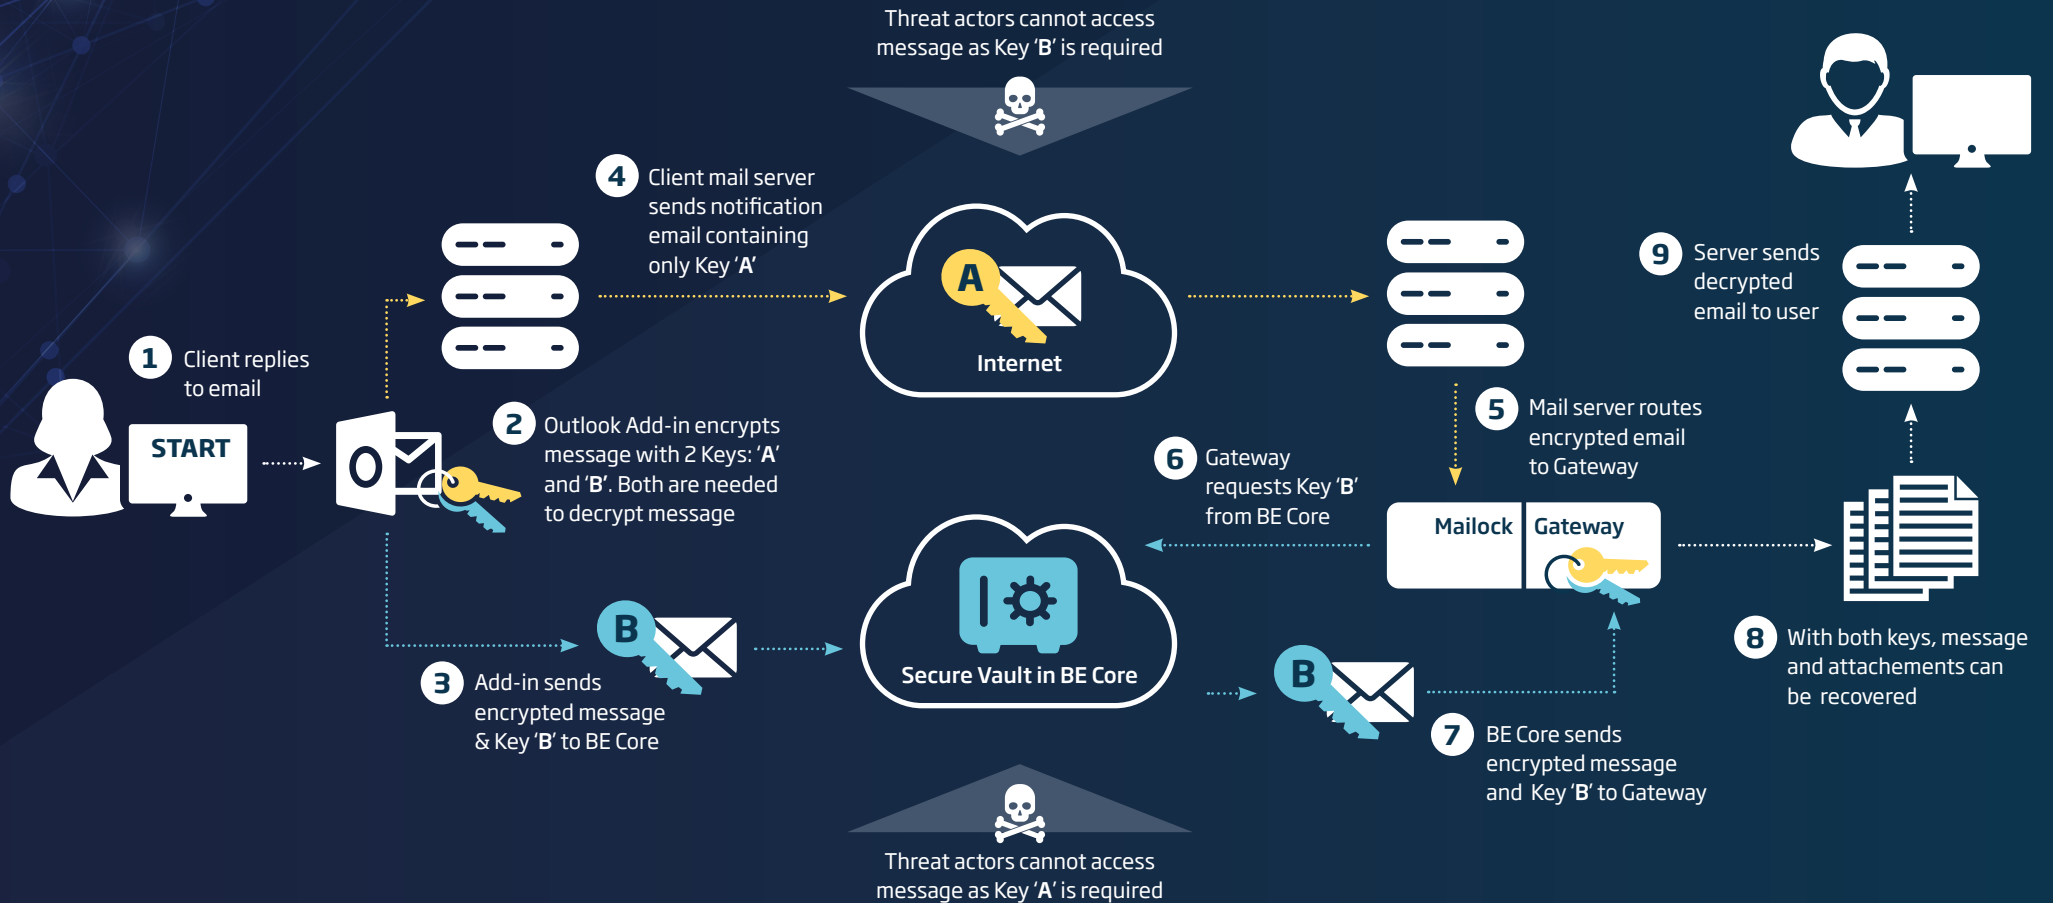 Threat actors cannot access
message as Key ‘B’ is required
4
Client mail server
sends notification
email containing
only Key ‘A’
A
Internet
9
Server sends
decrypted
email to user
1
Client replies
to email
START
2
Outlook Add-in encrypts
message with 2 Keys: ‘A’
and ‘B’. Both are needed
to decrypt message
5
Mail server routes
encrypted email
to Gateway
6
Gateway
requests Key ‘B’
from BE Core
Mailock
Gateway
B
3
Add-in sends
encrypted message
& Key ‘B’ to BE Core
Secure Vault in BE Core
B
7
BE Core sends
encrypted message
and Key ‘B’ to Gateway
8
With both keys, message
and attachements can
be recovered
Threat actors cannot access
message as Key ‘A’ is required